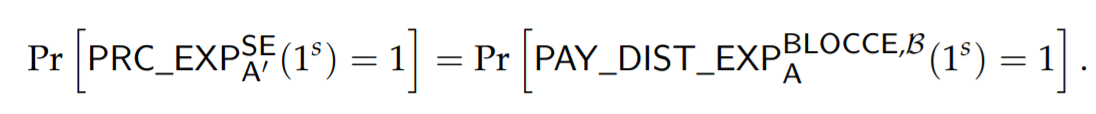 Pr [PRC_EXP^{SE}_{A′}(1^s) = 1] = Pr [PAY_DIST_EXP^{BLOCCE,ℬ}_{A}(1^s) = 1] .